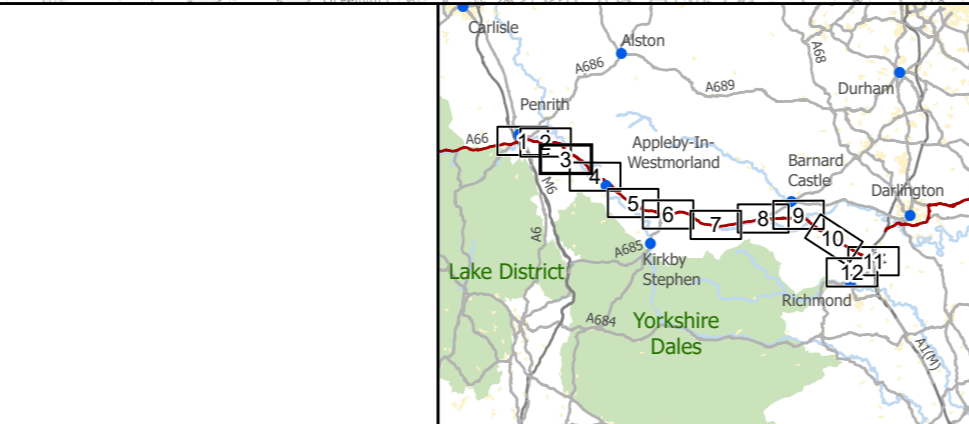 Carlisle
Alston
A68
A686
A689
Durham
Penrith
A66
1
2
3
Appleby-In-
Westmorland
Barnard
Castle
M6
4
Darlington
5
6
7
8
9
10
A6
A685
Kirkby
Stephen
11
12
Lake District
Richmond
A684
Yorkshire
Dales
A1(M)